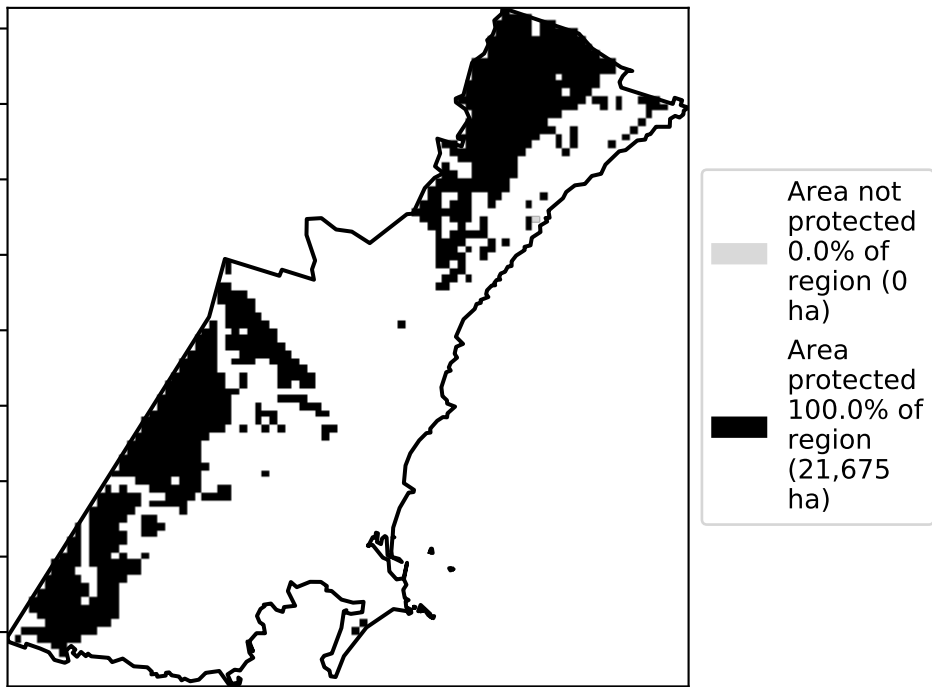 Area not
protected
0.0% of
region (0
ha)
Area
protected
100.0% of
region
(21,675
ha)